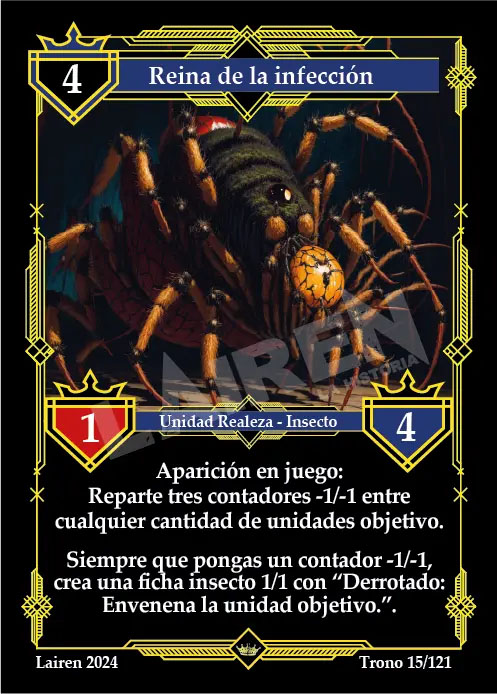 4
Reina de la infección
LAIREN
HISTORIA
1
Unidad Realeza - Insecto
4
Aparición en juego:
Reparte tres contadores -1/-1 entre
cualquier cantidad de unidades objetivo.
Siempre que pongas un contador -1/-1,
crea una ficha insecto 1/1 con “Derrotado:
Envenena la unidad objetivo.”.
Lairen 2024
Trono 15/121